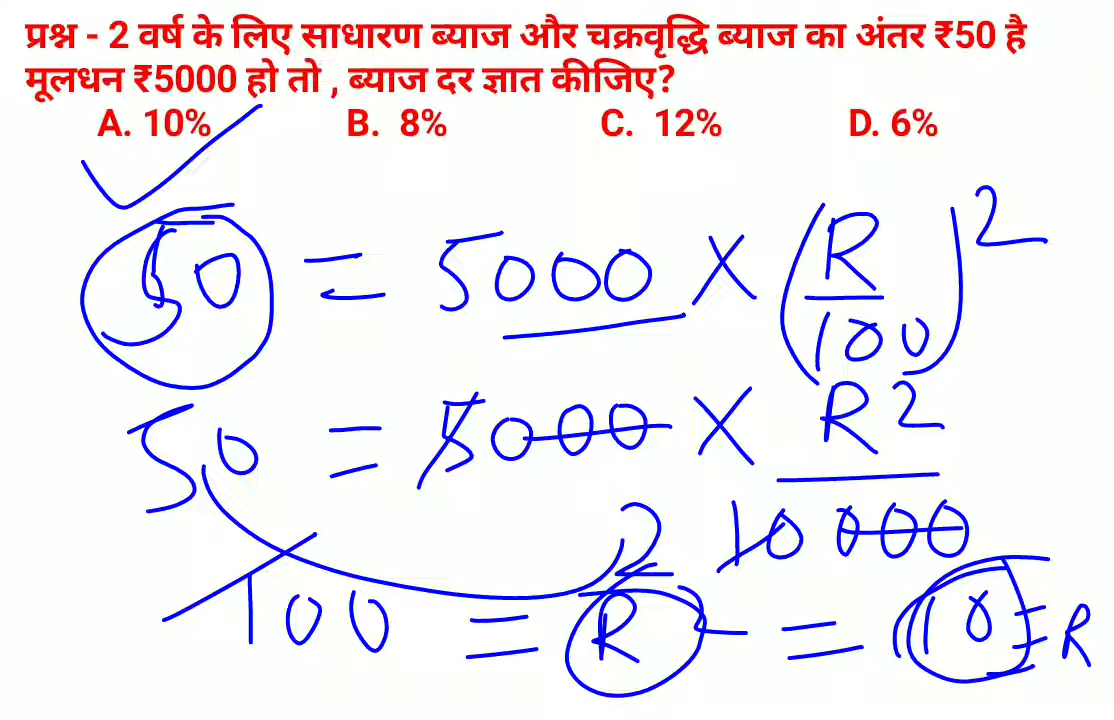 प्रश्न - 2 वर्ष के लिए साधारण ब्याज और चक्रवृद्धि ब्याज का अंतर ₹50 है
मूलधन ₹5000 हो तो , ब्याज दर ज्ञात कीजिए?
A. 10% B. 8% C. 12% D. 6%
50 = 5000 × (R/100)²
50 = 5000 × R²/10000
2
100 = R² = 10 = R